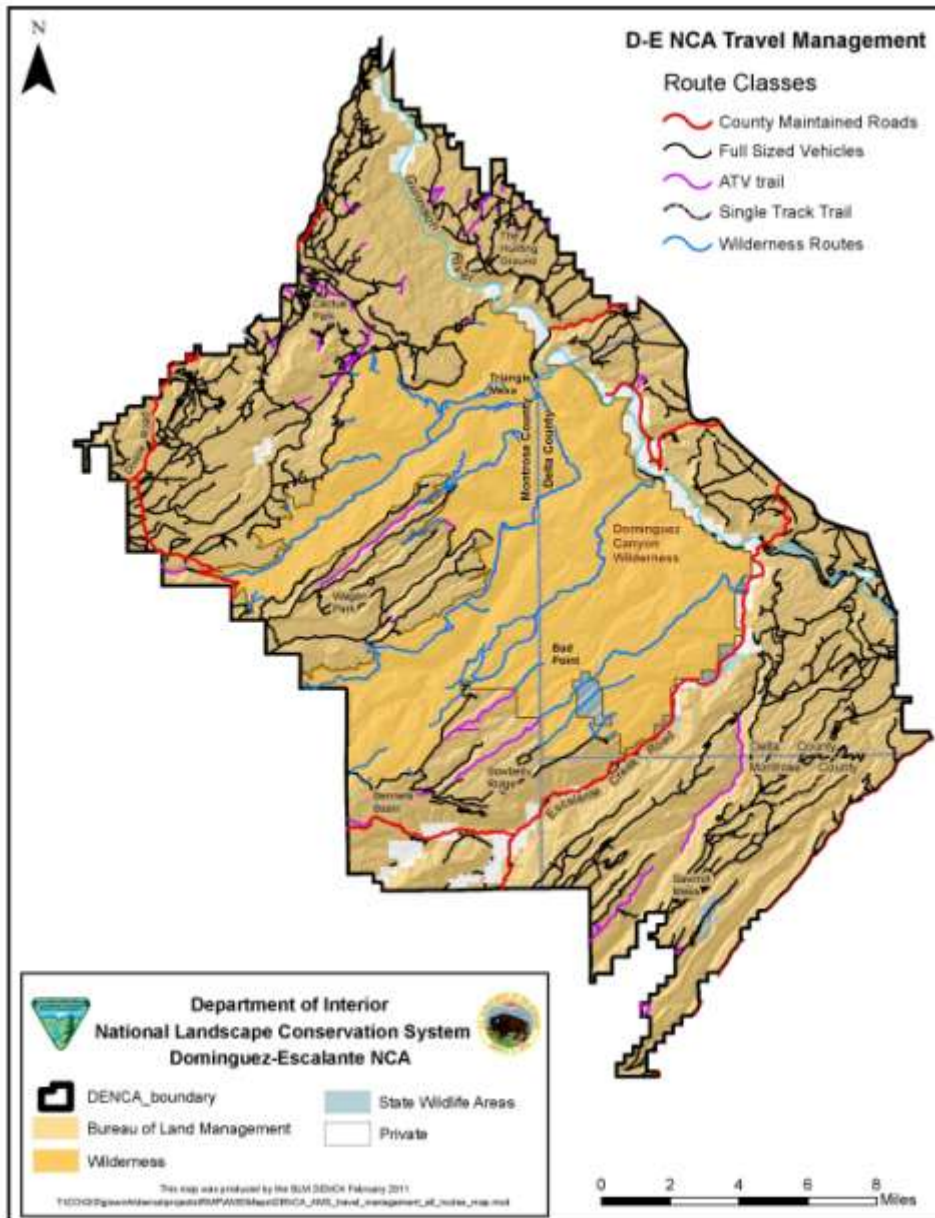 N
D-E NCA Travel Management
Route Classes
County Maintained Roads
Full Sized Vehicles
ATV trail
Single Track Trail
Wilderness Routes
Gunnison
River
The
Hunting
Ground
Cactus
Park
Triangle
Mesa
Montrose County
Delta County
Dominguez
Canyon
Wilderness
Wagon
Park
Bad
Point
Delta County
Montrose County
Sowbelly
Ridge
Escalante Creek Road
Basin
Sawmill
Mesa
Department of Interior
National Landscape Conservation System
Dominguez-Escalante NCA
DENCA_boundary
State Wildlife Areas
Bureau of Land Management
Private
Wilderness
This map was produced by the BLM DENCA February 2011
0 2 4 6 8
Miles